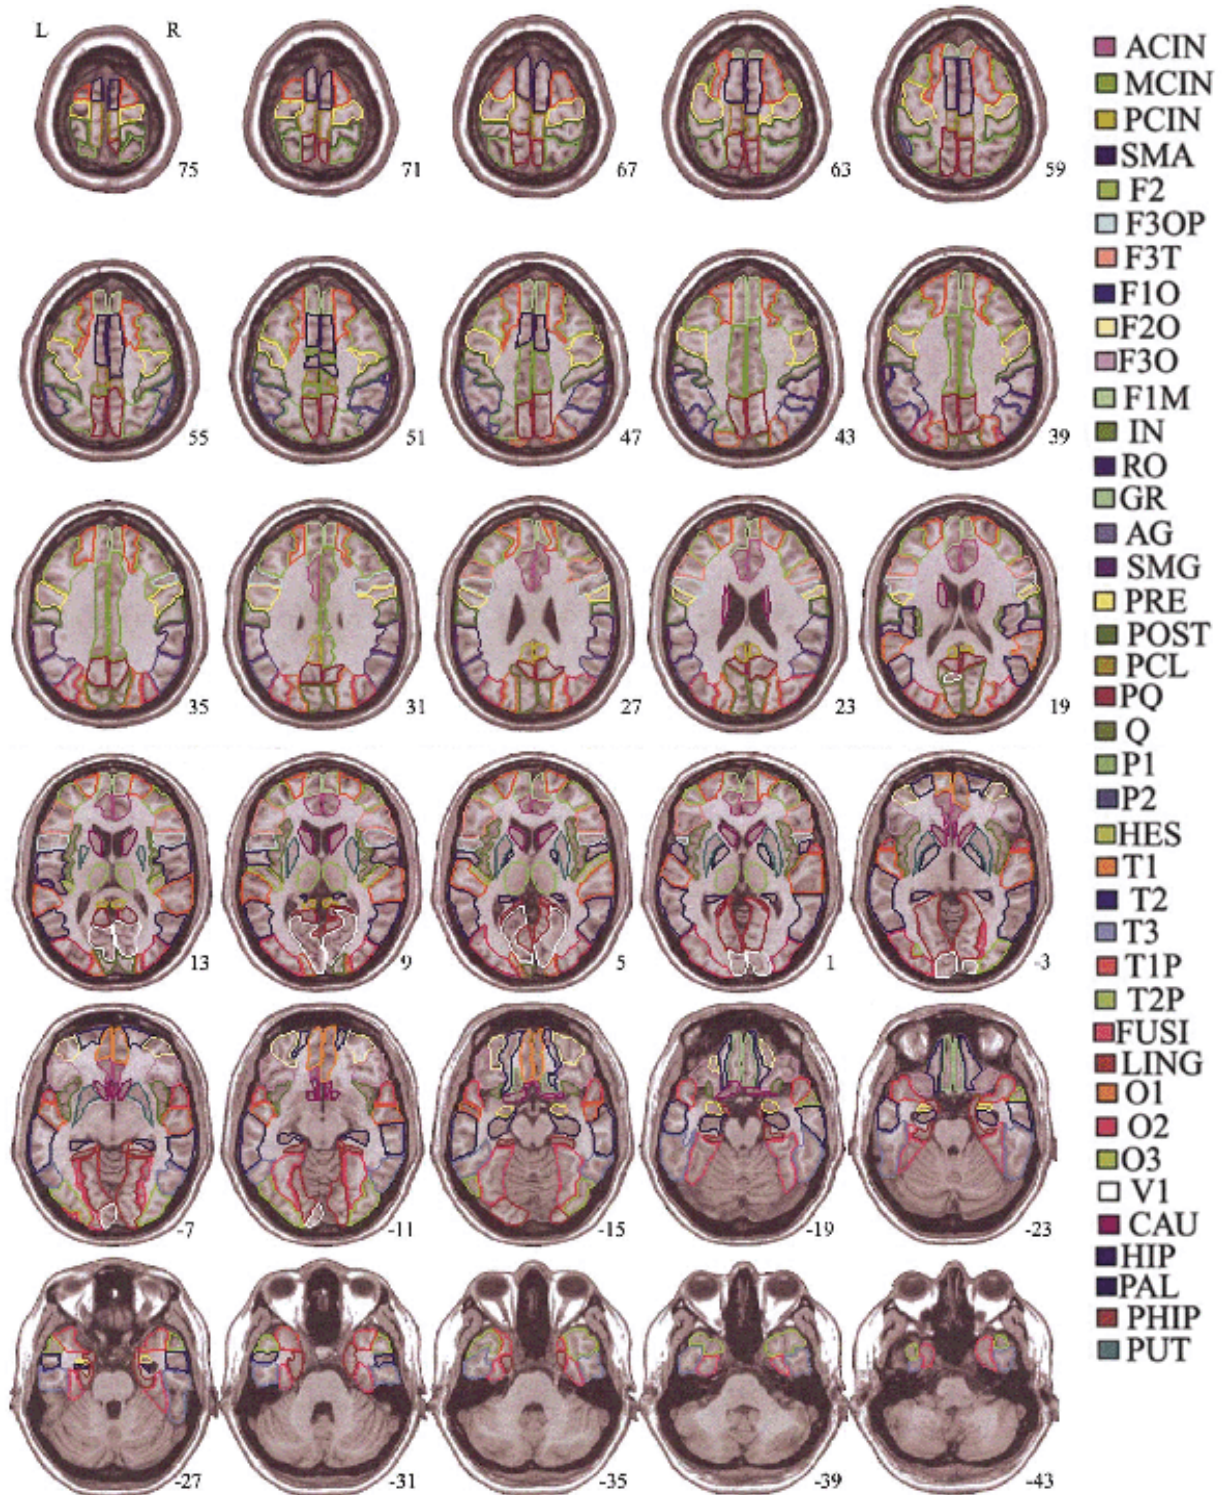 L R
75 71 67 63 59
55 51 47 43 39
35 31 27 23 19
13 9 5 1 -3
-7 -11 -15 -19 -23
-27 -31 -35 -39 -43
ACIN
MCIN
PCIN
SMA
F2
F3OP
F3T
F1O
F2O
F3O
F1M
IN
RO
GR
AG
SMG
PRE
POST
PCL
PQ
Q
P1
P2
HES
T1
T2
T3
T1P
T2P
FUSI
LING
O1
O2
O3
V1
CAU
HIP
PAL
PHIP
PUT